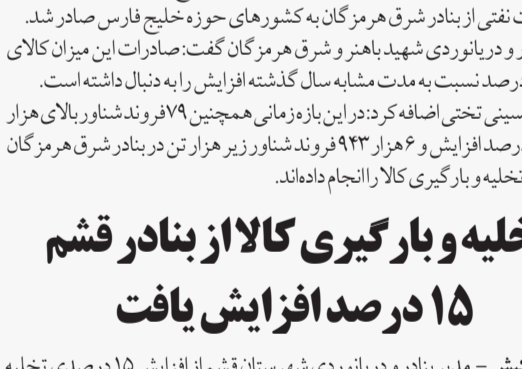 نفتی از بنادر شرق هرمزگان به کشورهای حوزه خلیج فارس صادر شد.
و دریانوردی شهید باهنر و شرق هرمزگان گفت: صادرات این میزان کالای
درصد نسبت به مدت مشابه سال گذشته افزایش را به دنبال داشته است.
تختی اضافه کرد: در این بازه زمانی همچنین ۷۹ فروند شناور بالای هزار
درصد افزایش و ۶ هزار ۹۴۳ فروند شناور زیر هزار تن در بنادر شرق هرمزگان
تخلیه و بارگیری کالا را انجام داده‌اند.
خلیه و بارگیری کالا از بنادر قشم
۱۵ درصد افزایش یافت